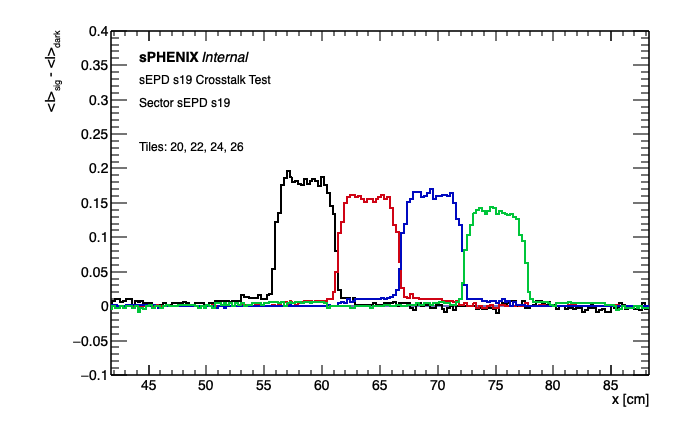 <I>sig - <I>dark
0.4
0.35
0.3
0.25
0.2
0.15
0.1
0.05
0
−0.05
−0.1
sPHENIX Internal
sEPD s19 Crosstalk Test
Sector sEPD s19
Tiles: 20, 22, 24, 26
45 50 55 60 65 70 75 80 85
x [cm]